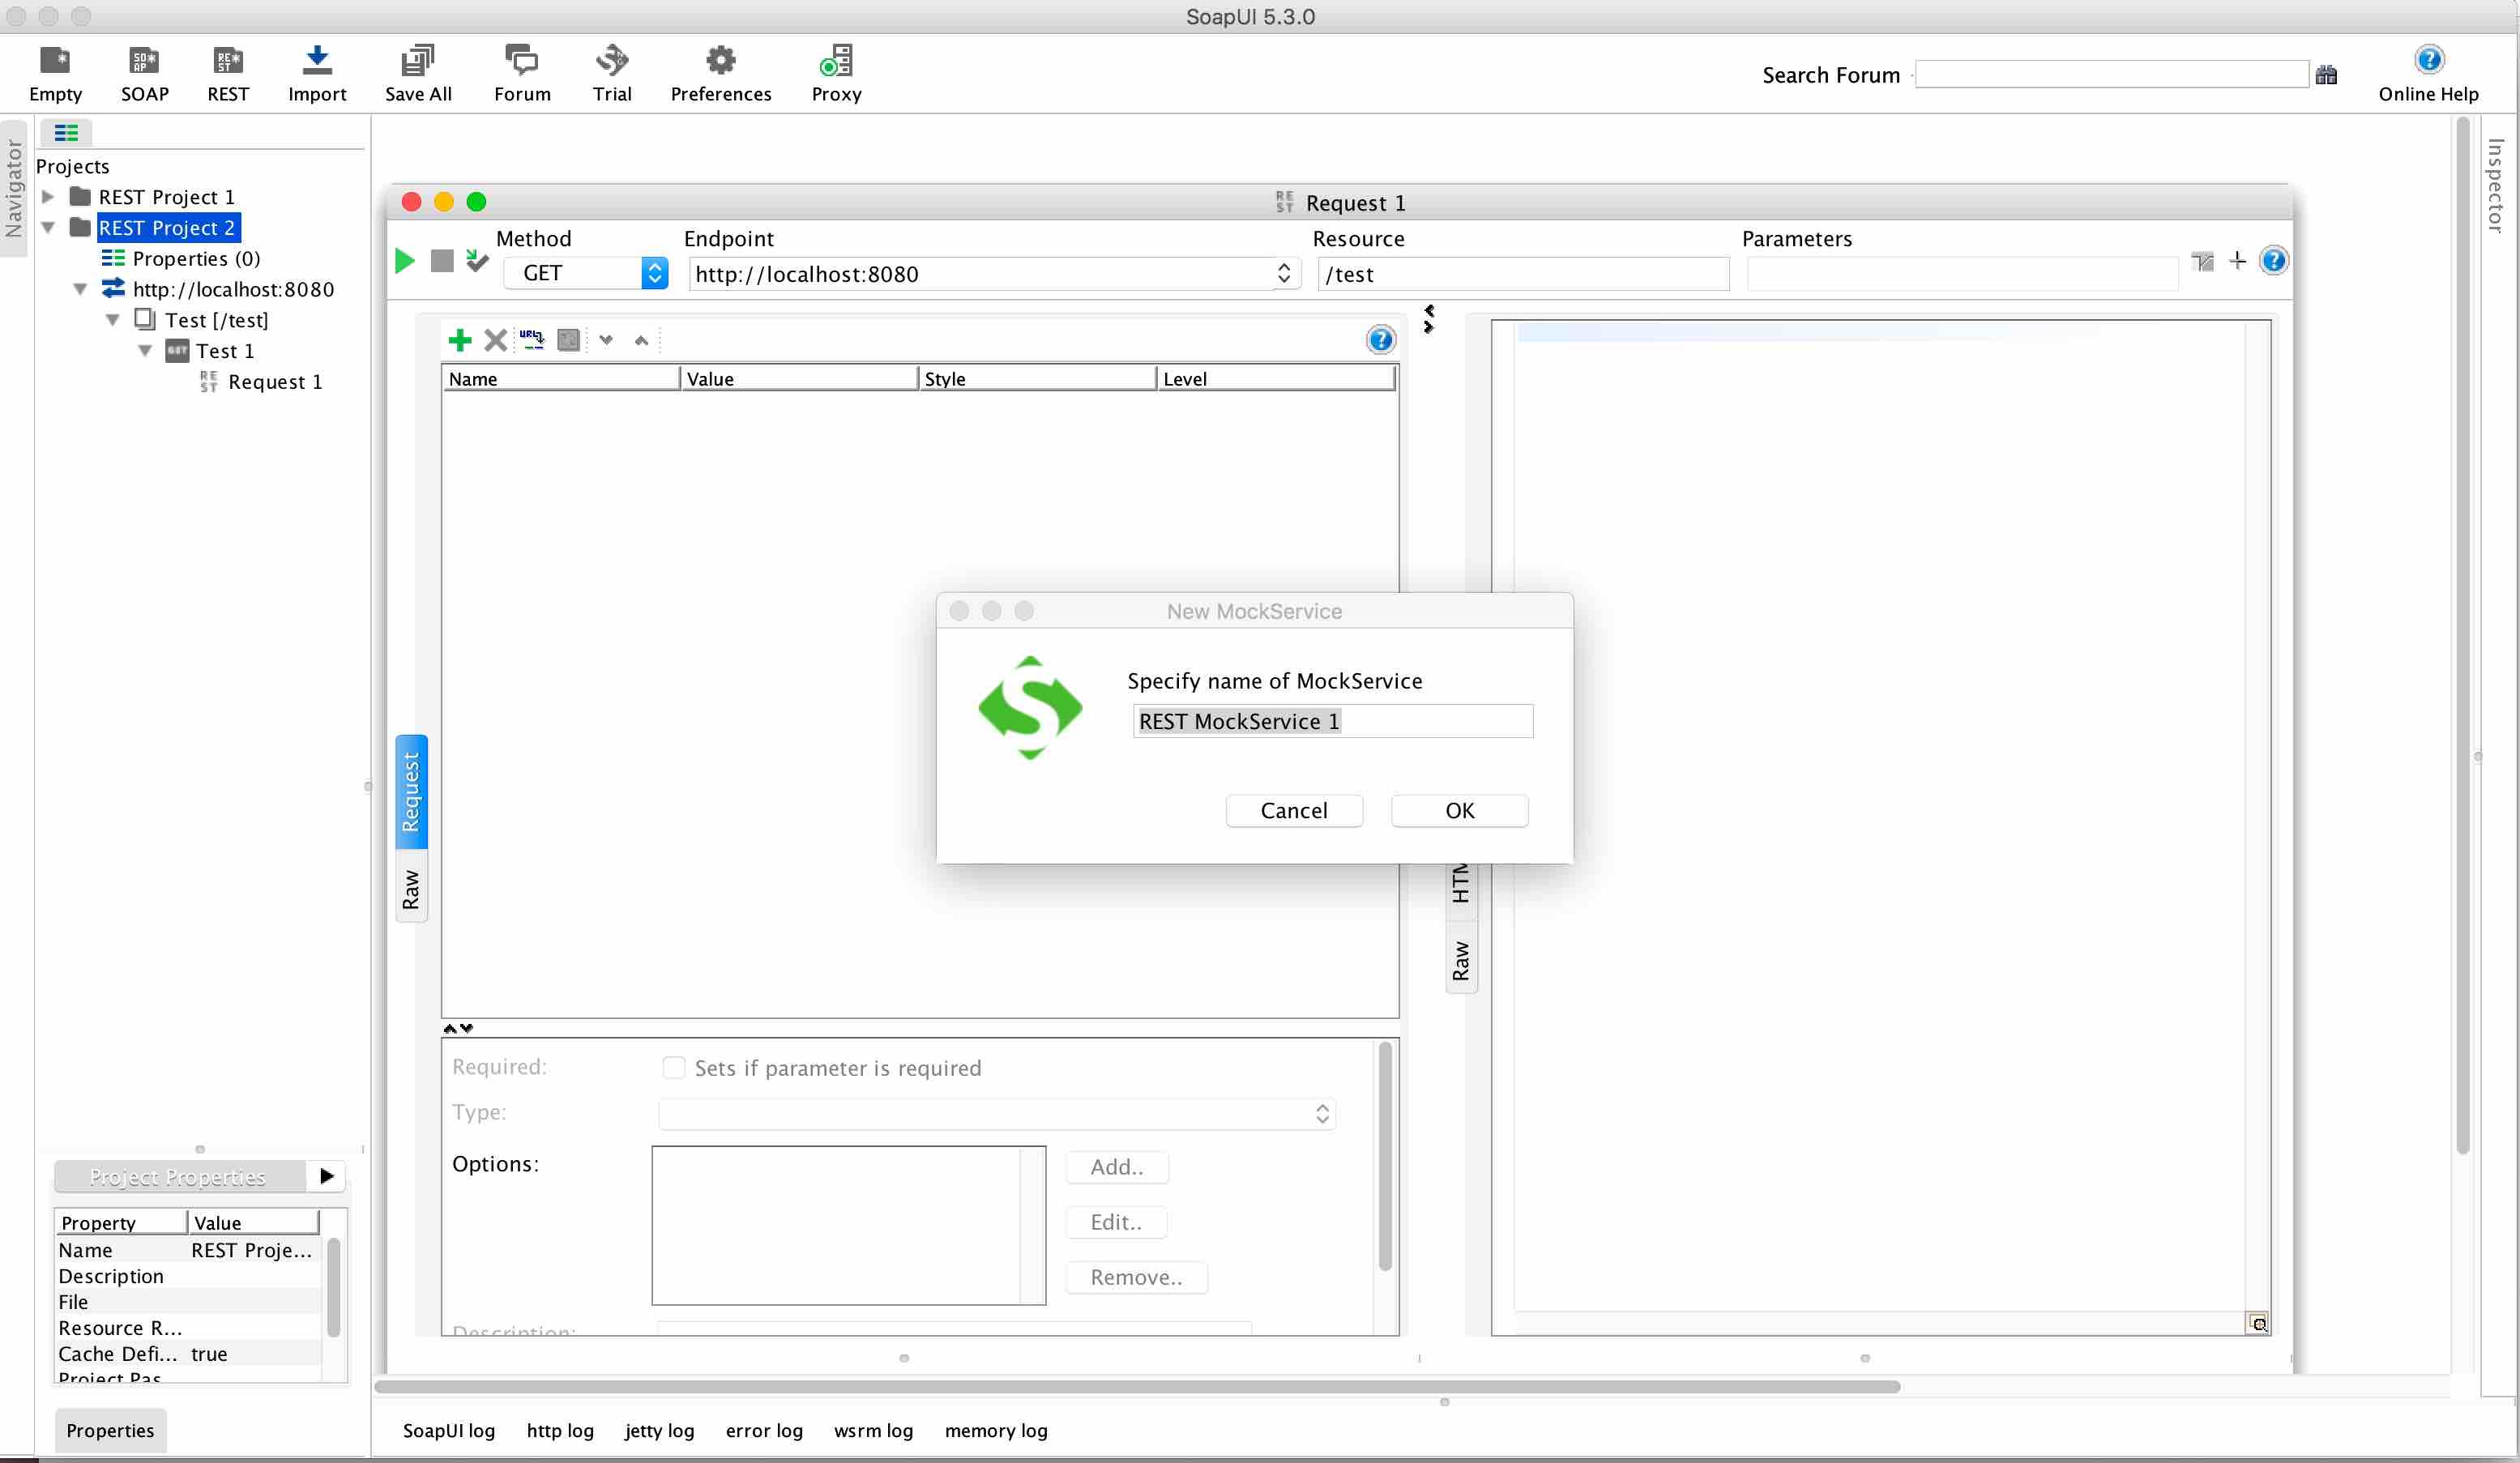 SoapUI 5.3.0
Empty
SOAP
REST
Import
Save All
Forum
Trial
Preferences
Proxy
Search Forum
Online Help
Navigator
Inspector
Projects
REST Project 1
REST Project 2
Properties (0)
http://localhost:8080
Test [/test]
GET Test 1
REST Request 1
REST Request 1
Method
Endpoint
Resource
Parameters
GET
http://localhost:8080
/test
URL
Name
Value
Style
Level
New MockService
Specify name of MockService
REST MockService 1
Cancel
OK
Request
Raw
HTM
Raw
Required:
Sets if parameter is required
Type:
Options:
Add..
Edit..
Remove..
Description:
Project Properties
Property Value
Name REST Proje...
Description
File
Resource R...
Cache Defi... true
Project Pas
Properties
SoapUI log
http log
jetty log
error log
wsrm log
memory log